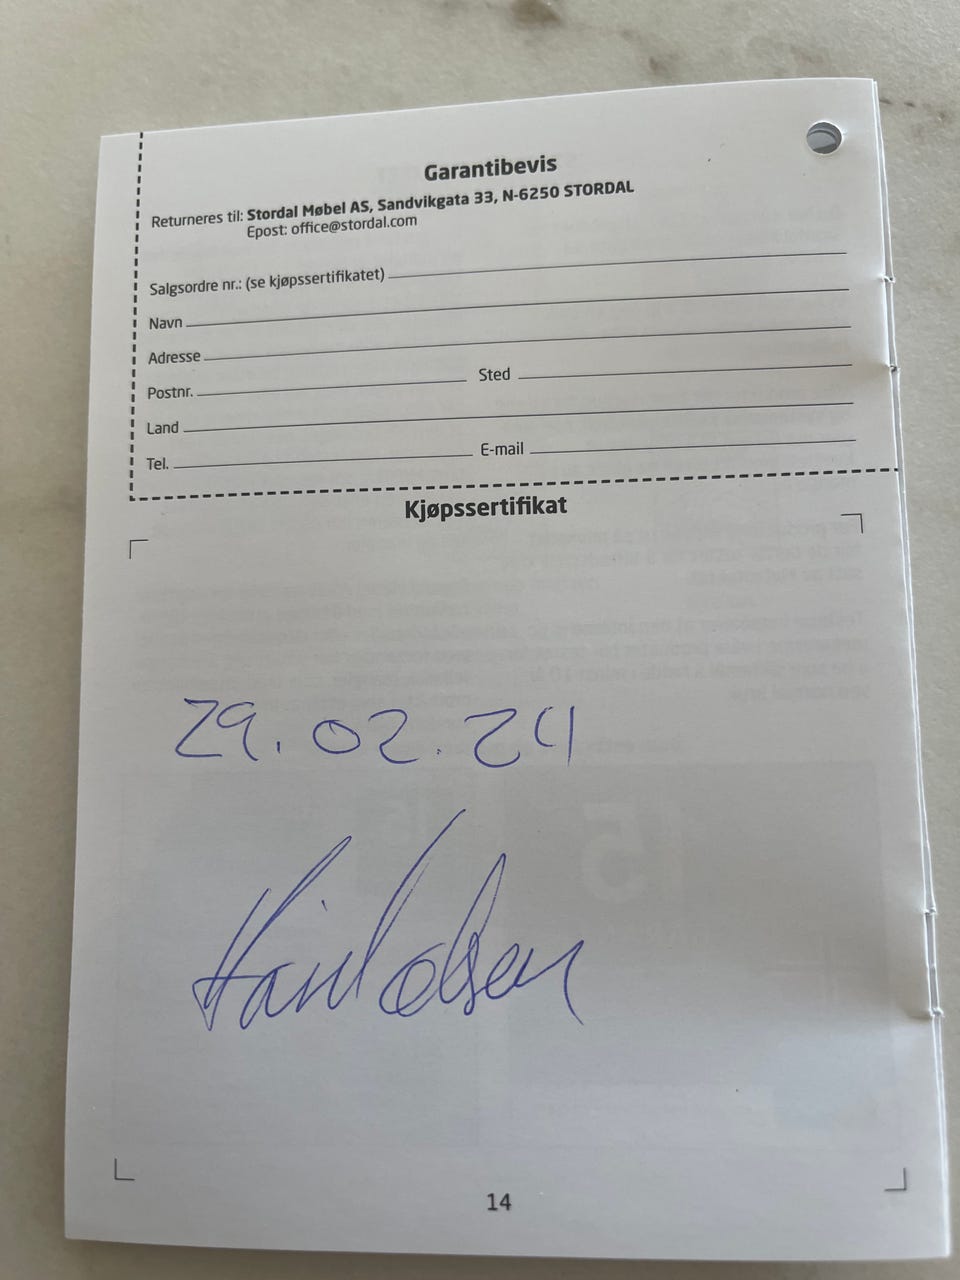 Garantibevis
Returneres til: Stordal Møbel AS, Sandvikgata 33, N-6250 STORDAL
Epost: office@stordal.com
Salgsordre nr.: (se kjøpssertifikatet)
Navn
Adresse
Postnr. Sted
Land
Tel. E-mail
Kjøpssertifikat
29.02.24
Olsen
14